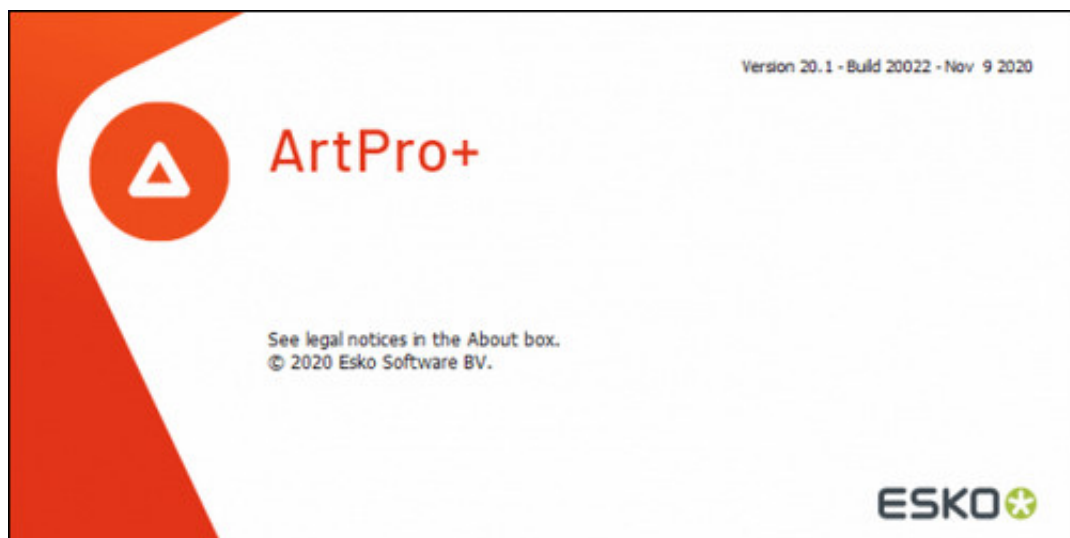 Version 20.1 - Build 20022 - Nov 9 2020
ArtPro+
See legal notices in the About box.
© 2020 Esko Software BV.
ESKO